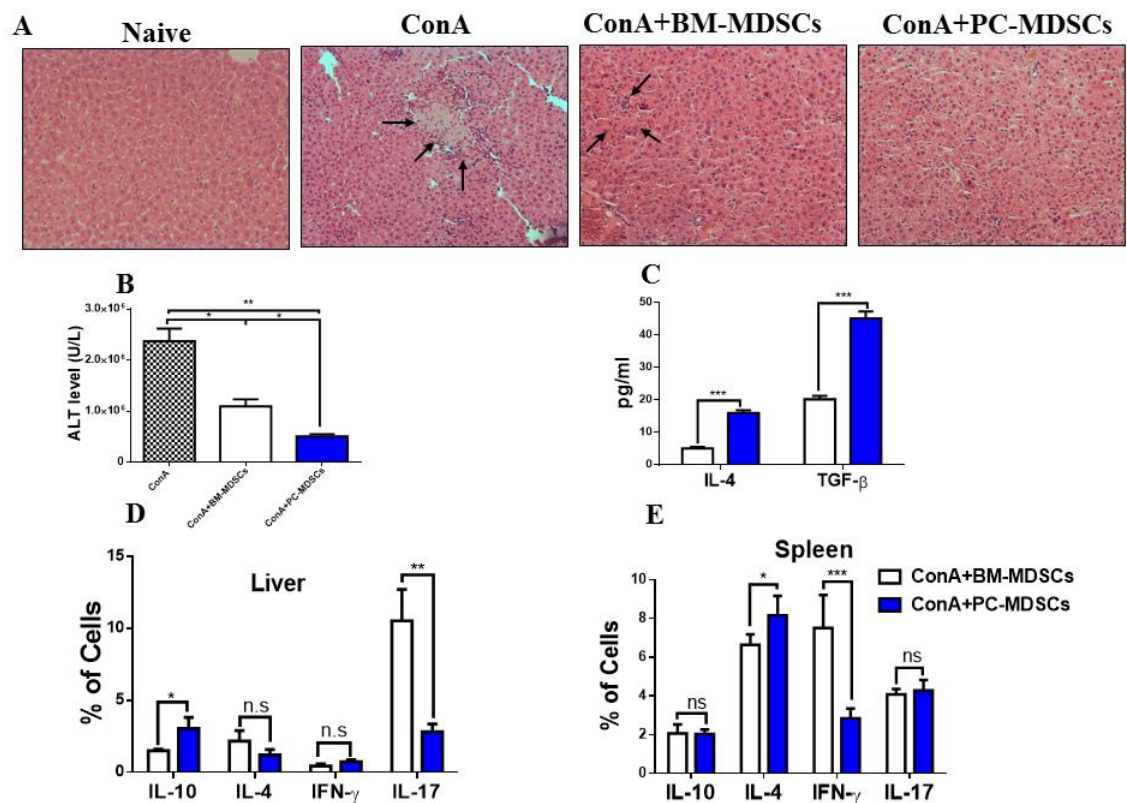 A
Naive
ConA
ConA+BM-MDSCs
ConA+PC-MDSCs
B
ALT level (U/L)
3.0×10⁶
2.0×10⁶
1.0×10⁶
0
**
*
*
ConA
ConA+BM-MDSCs
ConA+PC-MDSCs
C
pg/ml
50
40
30
20
10
0
***
***
IL-4
TGF-β
D
Liver
% of Cells
15
10
5
0
*
n.s
n.s
**
IL-10
IL-4
IFN-γ
IL-17
E
Spleen
% of Cells
10
8
6
4
2
0
ns
*
***
ns
IL-10
IL-4
IFN-γ
IL-17
ConA+BM-MDSCs
ConA+PC-MDSCs